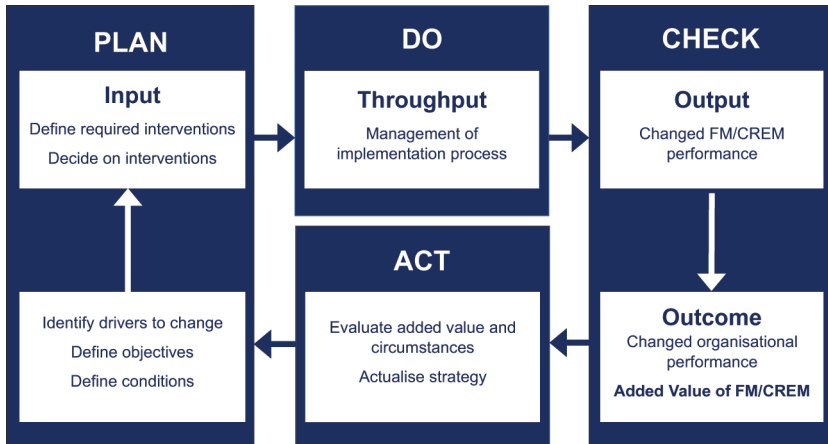 PLAN
Input
Define required interventions
Decide on interventions
Identify drivers to change
Define objectives
Define conditions
DO
Throughput
Management of
implementation process
CHECK
Output
Changed FM/CREM
performance
Outcome
Changed organisational
performance
Added Value of FM/CREM
ACT
Evaluate added value and
circumstances
Actualise strategy